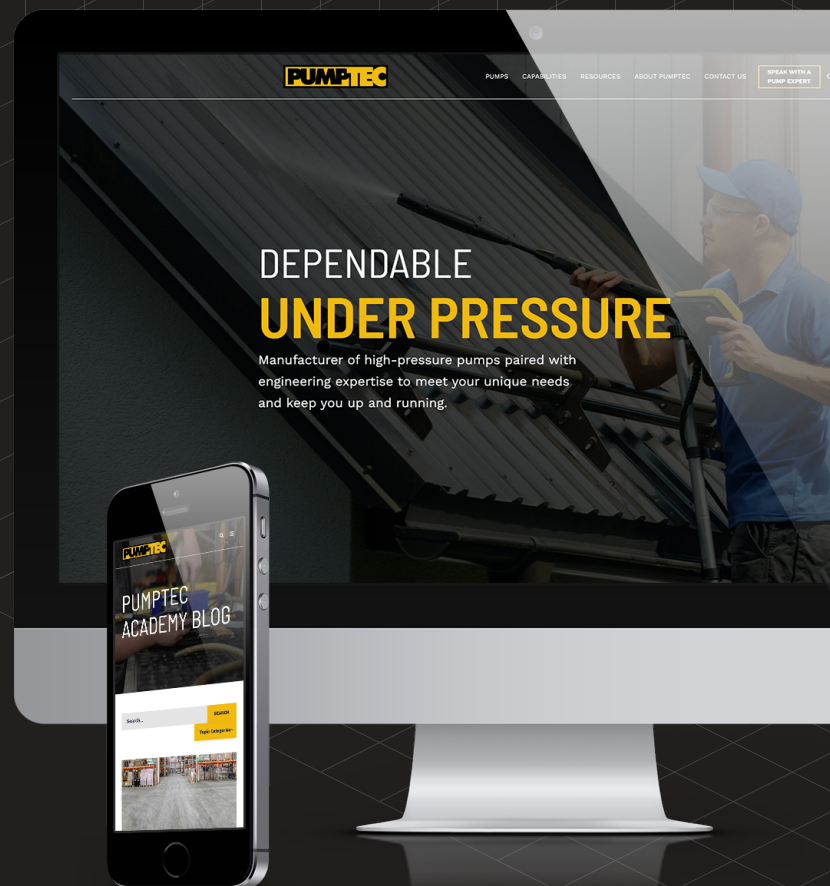 PUMPTEC
PUMPS CAPABILITIES RESOURCES ABOUT PUMPTEC CONTACT US
SPEAK WITH A
PUMP EXPERT
DEPENDABLE
UNDER PRESSURE
Manufacturer of high-pressure pumps paired with
engineering expertise to meet your unique needs
and keep you up and running.
PUMPTEC
PUMPTEC
ACADEMY BLOG
Search...
SEARCH
Topic Categories